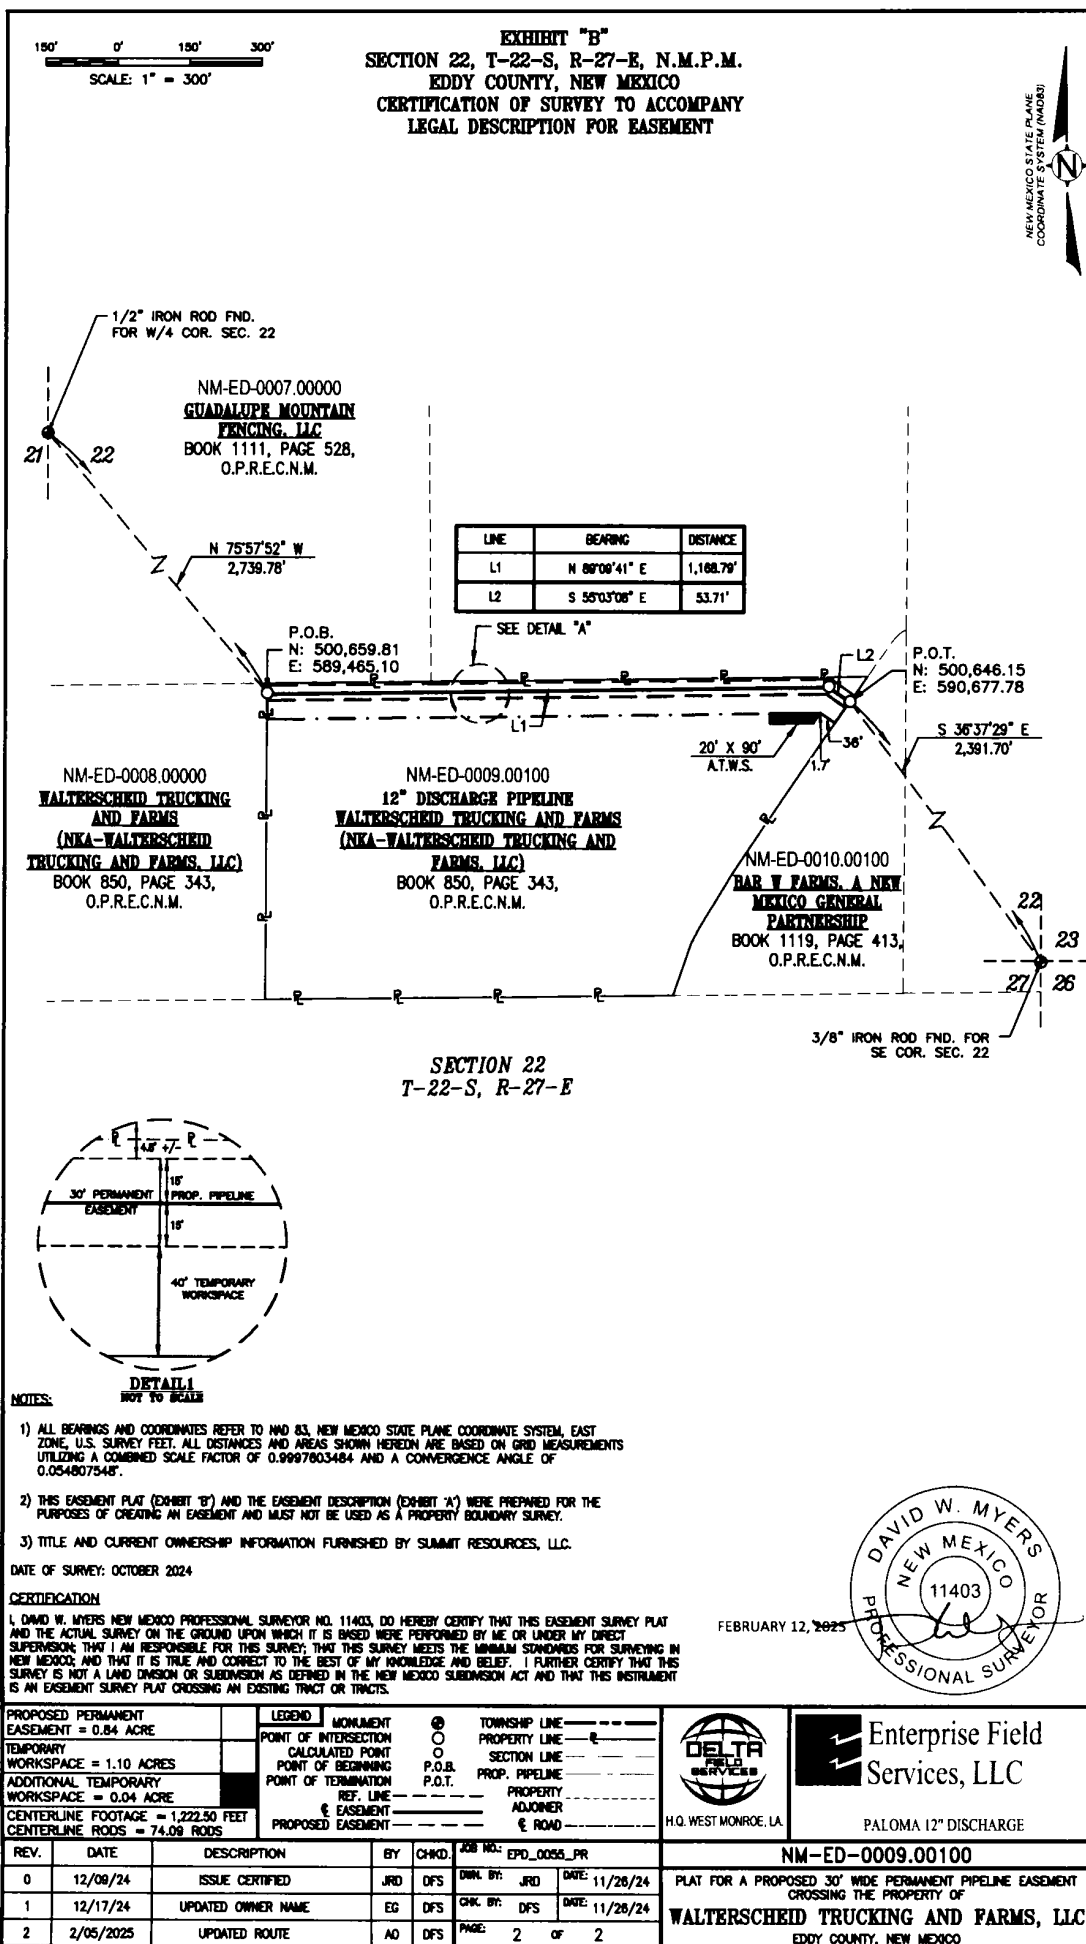 EXHIBIT "B"
SECTION 22, T-22-S, R-27-E, N.M.P.M.
EDDY COUNTY, NEW MEXICO
CERTIFICATION OF SURVEY TO ACCOMPANY
LEGAL DESCRIPTION FOR EASEMENT
150' 0' 150' 300'
SCALE: 1" = 300'
NEW MEXICO STATE PLANE
COORDINATE SYSTEM (NAD83)
N
1/2" IRON ROD FND.
FOR W/4 COR. SEC. 22
21 22
NM-ED-0007.00000
GUADALUPE MOUNTAIN
FENCING, LLC
BOOK 1111, PAGE 528,
O.P.R.E.C.N.M.
N 75°57'52" W
2,739.78'
LINE BEARING DISTANCE
L1 N 89°09'41" E 1,168.79'
L2 S 55°03'08" E 53.71'
SEE DETAIL "A"
P.O.B.
N: 500,659.81
E: 589,465.10
L2
P.O.T.
N: 500,646.15
E: 590,677.78
L1
S 36°37'29" E
2,391.70'
20' X 90'
A.T.W.S.
36'
1.7'
NM-ED-0008.00000
WALTERSCHEID TRUCKING
AND FARMS
(NKA-WALTERSCHEID
TRUCKING AND FARMS, LLC)
BOOK 850, PAGE 343,
O.P.R.E.C.N.M.
NM-ED-0009.00100
12" DISCHARGE PIPELINE
WALTERSCHEID TRUCKING AND FARMS
(NKA-WALTERSCHEID TRUCKING AND
FARMS, LLC)
BOOK 850, PAGE 343,
O.P.R.E.C.N.M.
NM-ED-0010.00100
BAR W FARMS, A NEW
MEXICO GENERAL
PARTNERSHIP
BOOK 1119, PAGE 413,
O.P.R.E.C.N.M.
22 23
27 26
3/8" IRON ROD FND. FOR
SE COR. SEC. 22
SECTION 22
T-22-S, R-27-E
4.8' +/-
15'
30' PERMANENT EASEMENT
PROP. PIPELINE
15'
40' TEMPORARY
WORKSPACE
DETAIL1
NOT TO SCALE
NOTES:
1) ALL BEARINGS AND COORDINATES REFER TO NAD 83, NEW MEXICO STATE PLANE COORDINATE SYSTEM, EAST
ZONE, U.S. SURVEY FEET. ALL DISTANCES AND AREAS SHOWN HEREON ARE BASED ON GRID MEASUREMENTS
UTILIZING A COMBINED SCALE FACTOR OF 0.9997603484 AND A CONVERGENCE ANGLE OF
0.054807548°.
2) THIS EASEMENT PLAT (EXHIBIT 'B') AND THE EASEMENT DESCRIPTION (EXHIBIT 'A') WERE PREPARED FOR THE
PURPOSES OF CREATING AN EASEMENT AND MUST NOT BE USED AS A PROPERTY BOUNDARY SURVEY.
3) TITLE AND CURRENT OWNERSHIP INFORMATION FURNISHED BY SUMMIT RESOURCES, LLC.
DATE OF SURVEY: OCTOBER 2024
CERTIFICATION
I, DAVID W. MYERS NEW MEXICO PROFESSIONAL SURVEYOR NO. 11403, DO HEREBY CERTIFY THAT THIS EASEMENT SURVEY PLAT
AND THE ACTUAL SURVEY ON THE GROUND UPON WHICH IT IS BASED WERE PERFORMED BY ME OR UNDER MY DIRECT
SUPERVISION; THAT I AM RESPONSIBLE FOR THIS SURVEY; THAT THIS SURVEY MEETS THE MINIMUM STANDARDS FOR SURVEYING IN
NEW MEXICO; AND THAT IT IS TRUE AND CORRECT TO THE BEST OF MY KNOWLEDGE AND BELIEF. I FURTHER CERTIFY THAT THIS
SURVEY IS NOT A LAND DIVISION OR SUBDIVISION AS DEFINED IN THE NEW MEXICO SUBDIVISION ACT AND THAT THIS INSTRUMENT
IS AN EASEMENT SURVEY PLAT CROSSING AN EXISTING TRACT OR TRACTS.
FEBRUARY 12, 2025
DAVID W. MYERS
NEW MEXICO
11403
PROFESSIONAL SURVEYOR
PROPOSED PERMANENT
EASEMENT = 0.84 ACRE
TEMPORARY
WORKSPACE = 1.10 ACRES
ADDITIONAL TEMPORARY
WORKSPACE = 0.04 ACRE
CENTERLINE FOOTAGE = 1,222.50 FEET
CENTERLINE RODS = 74.09 RODS
LEGEND
MONUMENT
POINT OF INTERSECTION
CALCULATED POINT
POINT OF BEGINNING P.O.B.
POINT OF TERMINATION P.O.T.
REF. LINE
℄ EASEMENT
PROPOSED EASEMENT
TOWNSHIP LINE
PROPERTY LINE
SECTION LINE
PROP. PIPELINE
PROPERTY
ADJOINER
℄ ROAD
DELTA
FIELD
SERVICES
H.Q. WEST MONROE, LA
Enterprise Field
Services, LLC
PALOMA 12" DISCHARGE
REV. DATE DESCRIPTION BY CHKD.
0 12/09/24 ISSUE CERTIFIED JRD DFS
1 12/17/24 UPDATED OWNER NAME EG DFS
2 2/05/2025 UPDATED ROUTE AO DFS
JOB NO.: EPD_0055_PR
DWN. BY: JRD DATE: 11/26/24
CHK. BY: DFS DATE: 11/26/24
PAGE: 2 OF 2
NM-ED-0009.00100
PLAT FOR A PROPOSED 30' WIDE PERMANENT PIPELINE EASEMENT
CROSSING THE PROPERTY OF
WALTERSCHEID TRUCKING AND FARMS, LLC
EDDY COUNTY, NEW MEXICO